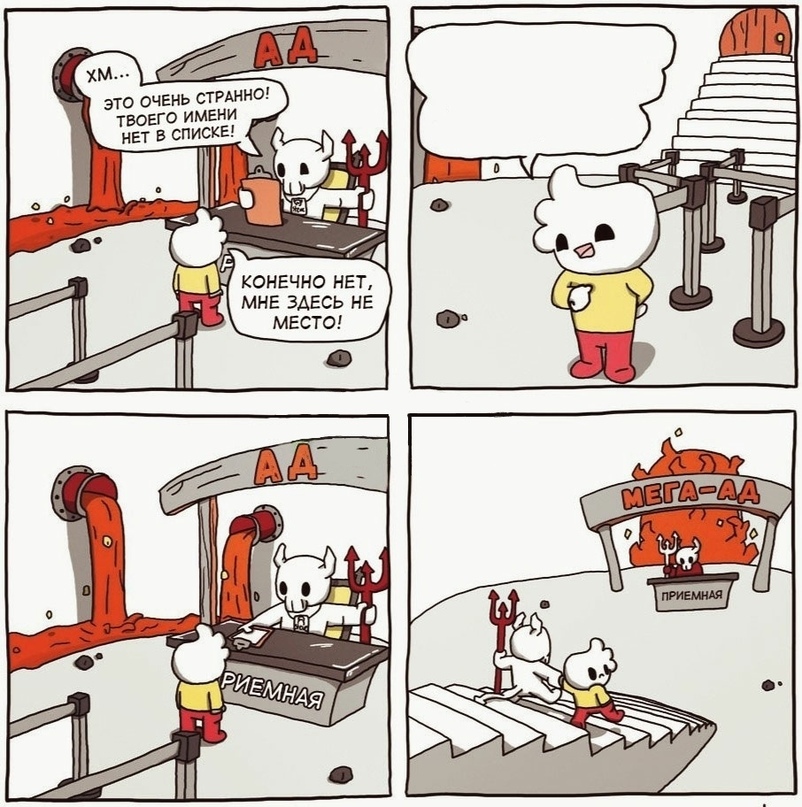 АД
ХМ...
ЭТО ОЧЕНЬ СТРАННО!
ТВОЕГО ИМЕНИ
НЕТ В СПИСКЕ!
КОНЕЧНО НЕТ,
МНЕ ЗДЕСЬ НЕ
МЕСТО!
АД
РИЕМНАЯ
МЕГА-АД
ПРИЕМНАЯ